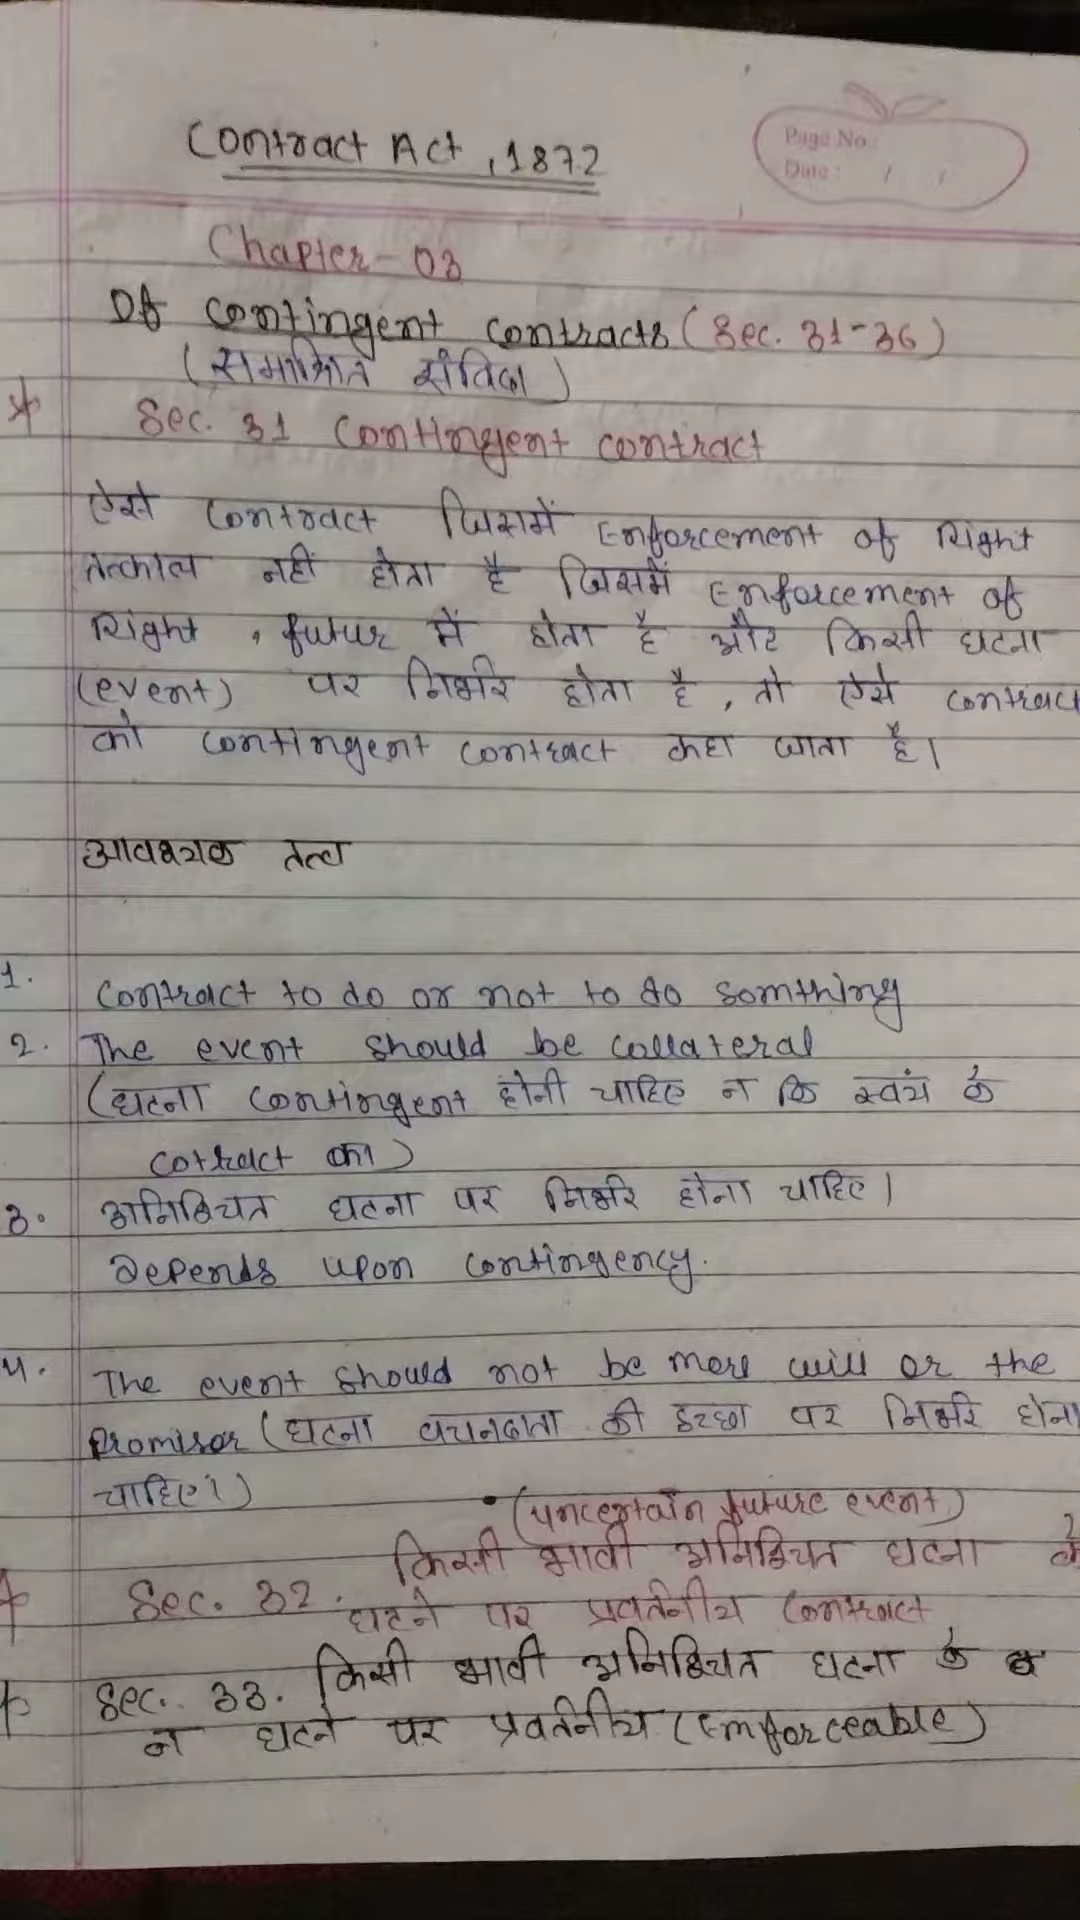 Page No.:
Date: / /
Contract Act, 1872
Chapter-03
Of contingent contracts (Sec. 31-36)
(समाश्रित संविदा)
* Sec. 31 Contingent contract
ऐसे contract जिसमें Enforcement of Right
तत्काल नहीं होता है जिसमें Enforcement of
Right, futur में होता है और किसी घटना
(event) पर निर्भर होता है, तो ऐसे contract
को contingent contract कहा जाता है।
आवश्यक तत्व
1. Contract to do or not to do somthing
2. The event should be collateral
(घटना contingent होनी चाहिए न कि स्वयं के
cotract का)
3. अनिश्चित घटना पर निर्भर होना चाहिए।
Depends upon contingency.
4. The event should not be mere will or the
promisor (घटना वचनदाता की इच्छा पर निर्भर होना
चाहिए।)
• (uncertain future event)
किसी भावी अनिश्चित घटना के
* Sec. 32. घटने पर प्रवर्तनीय Contract
* Sec. 33. किसी भावी अनिश्चित घटना के
न घटने पर प्रवर्तनीय (Emforceable)